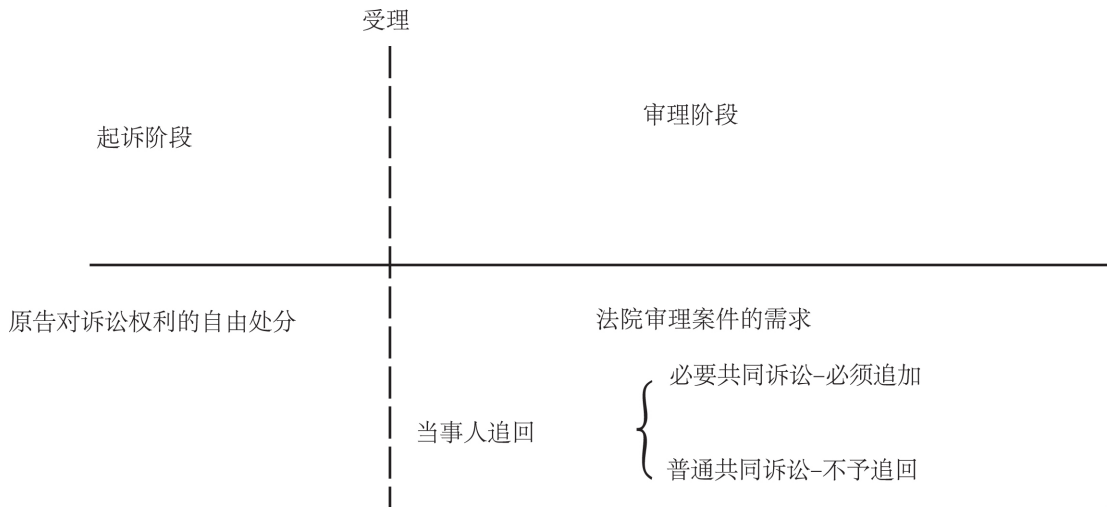 受理
审理阶段
起诉阶段
原告对诉讼权利的自由处分
法院审理案件的需求
必要共同诉讼–必须追加
当事人追回
普通共同诉讼–不予追回